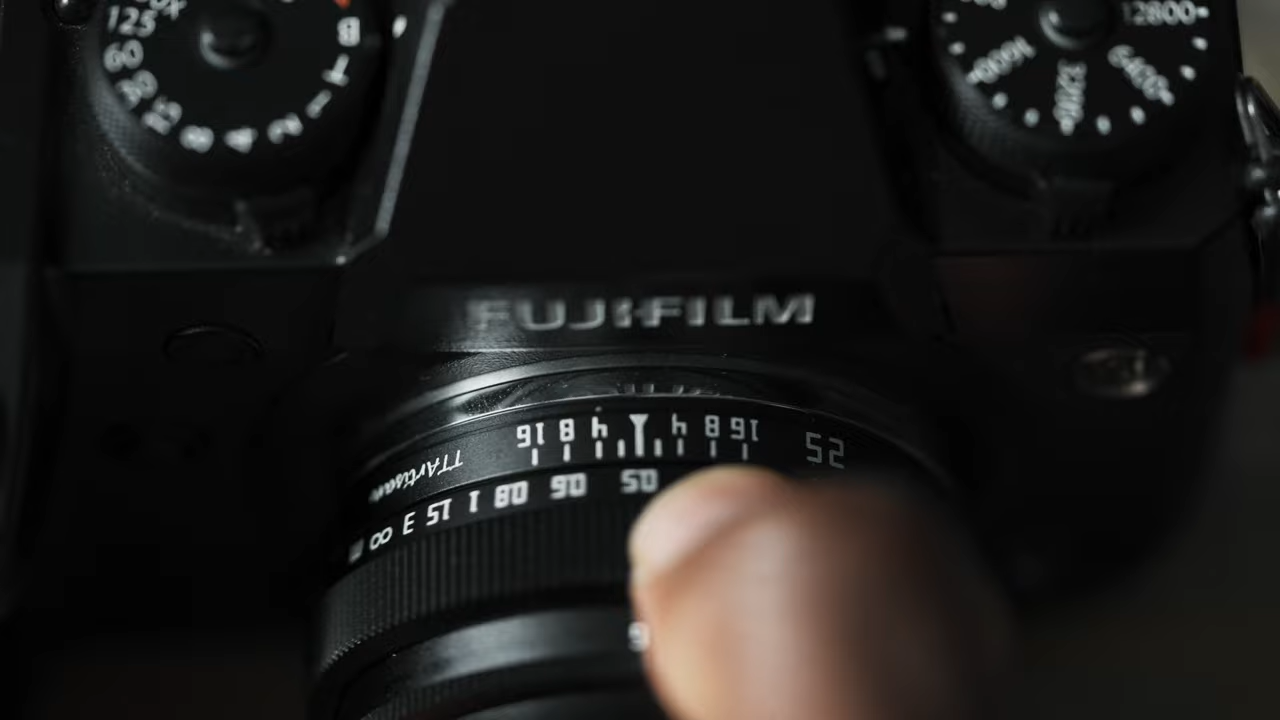 125
60
30
15
8
4
2
1
T
B
12800
6400
3200
1600
FUJIFILM
25
16 8 4 4 8 16
TTArtisan
0.5 0.6 0.8 1 1.5 3 ∞ m